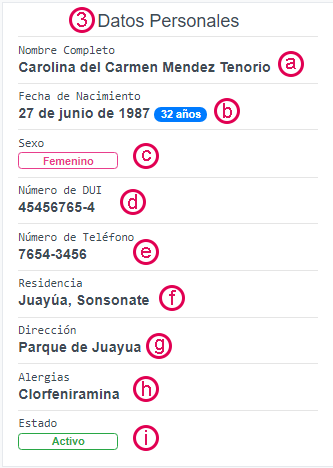 3 Datos Personales
Nombre Completo
Carolina del Carmen Mendez Tenorio a
Fecha de Nacimiento
27 de junio de 1987 32 años b
Sexo
Femenino c
Número de DUI
45456765-4 d
Número de Teléfono
7654-3456 e
Residencia
Juayúa, Sonsonate f
Dirección
Parque de Juayua g
Alergias
Clorfeniramina h
Estado
Activo i